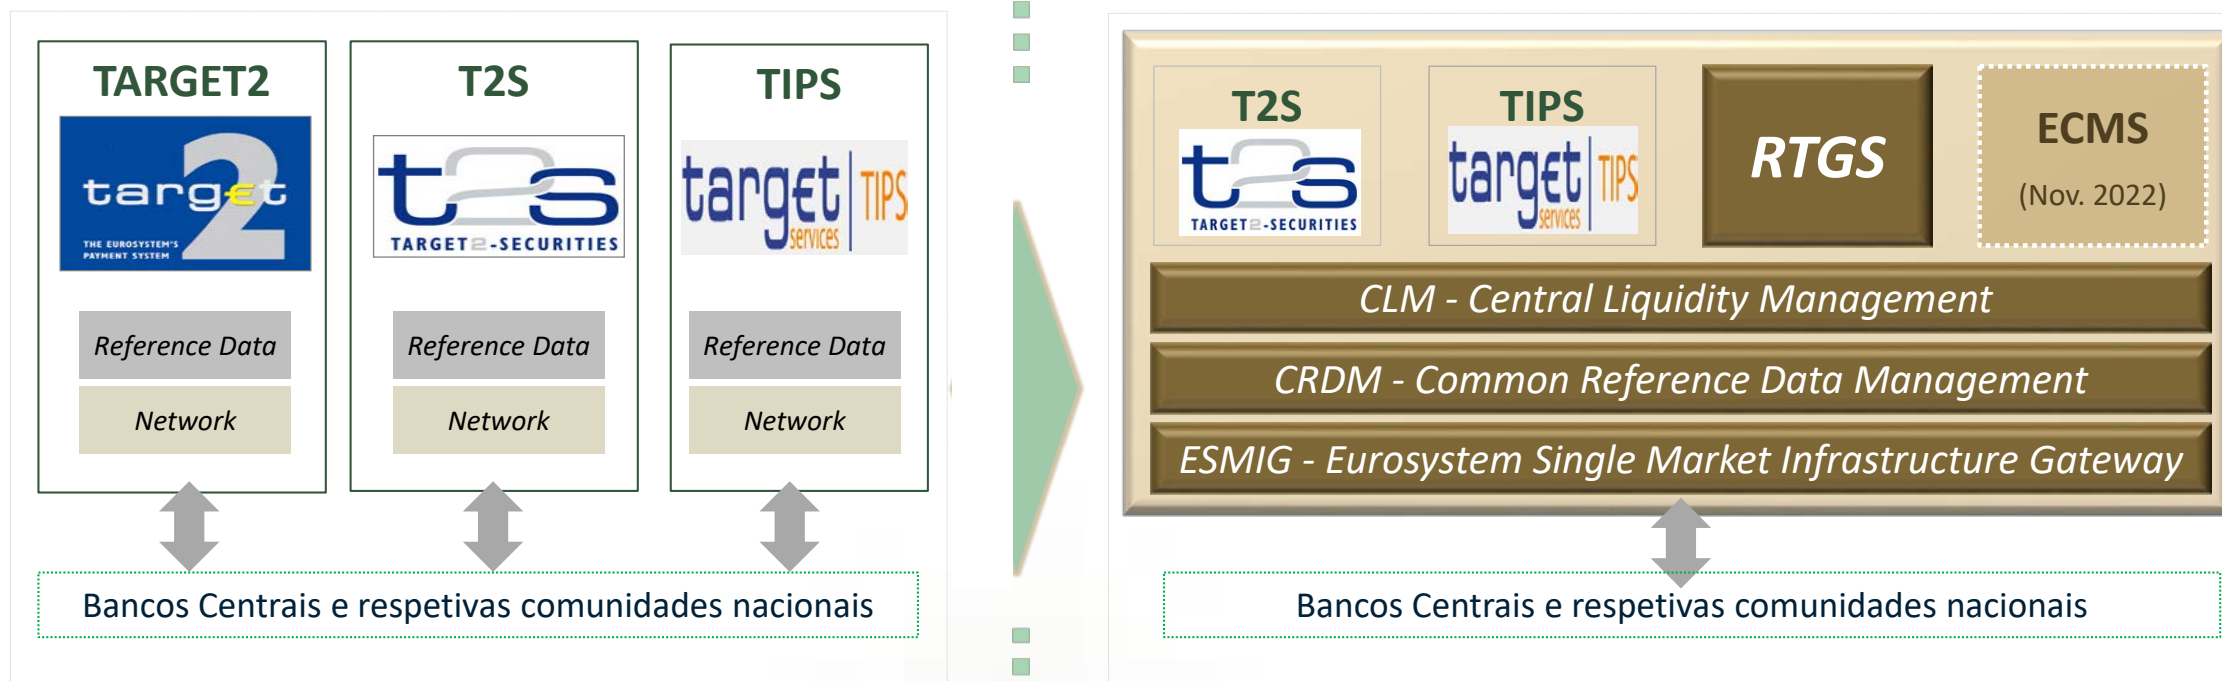 TARGET2
target
2
THE EUROSYSTEM'S
PAYMENT SYSTEM
Reference Data
Network
T2S
t2s
TARGET2-SECURITIES
Reference Data
Network
TIPS
target | TIPS
services
Reference Data
Network
Bancos Centrais e respetivas comunidades nacionais
T2S
t2s
TARGET2-SECURITIES
TIPS
target | TIPS
services
RTGS
ECMS
(Nov. 2022)
CLM - Central Liquidity Management
CRDM - Common Reference Data Management
ESMIG - Eurosystem Single Market Infrastructure Gateway
Bancos Centrais e respetivas comunidades nacionais